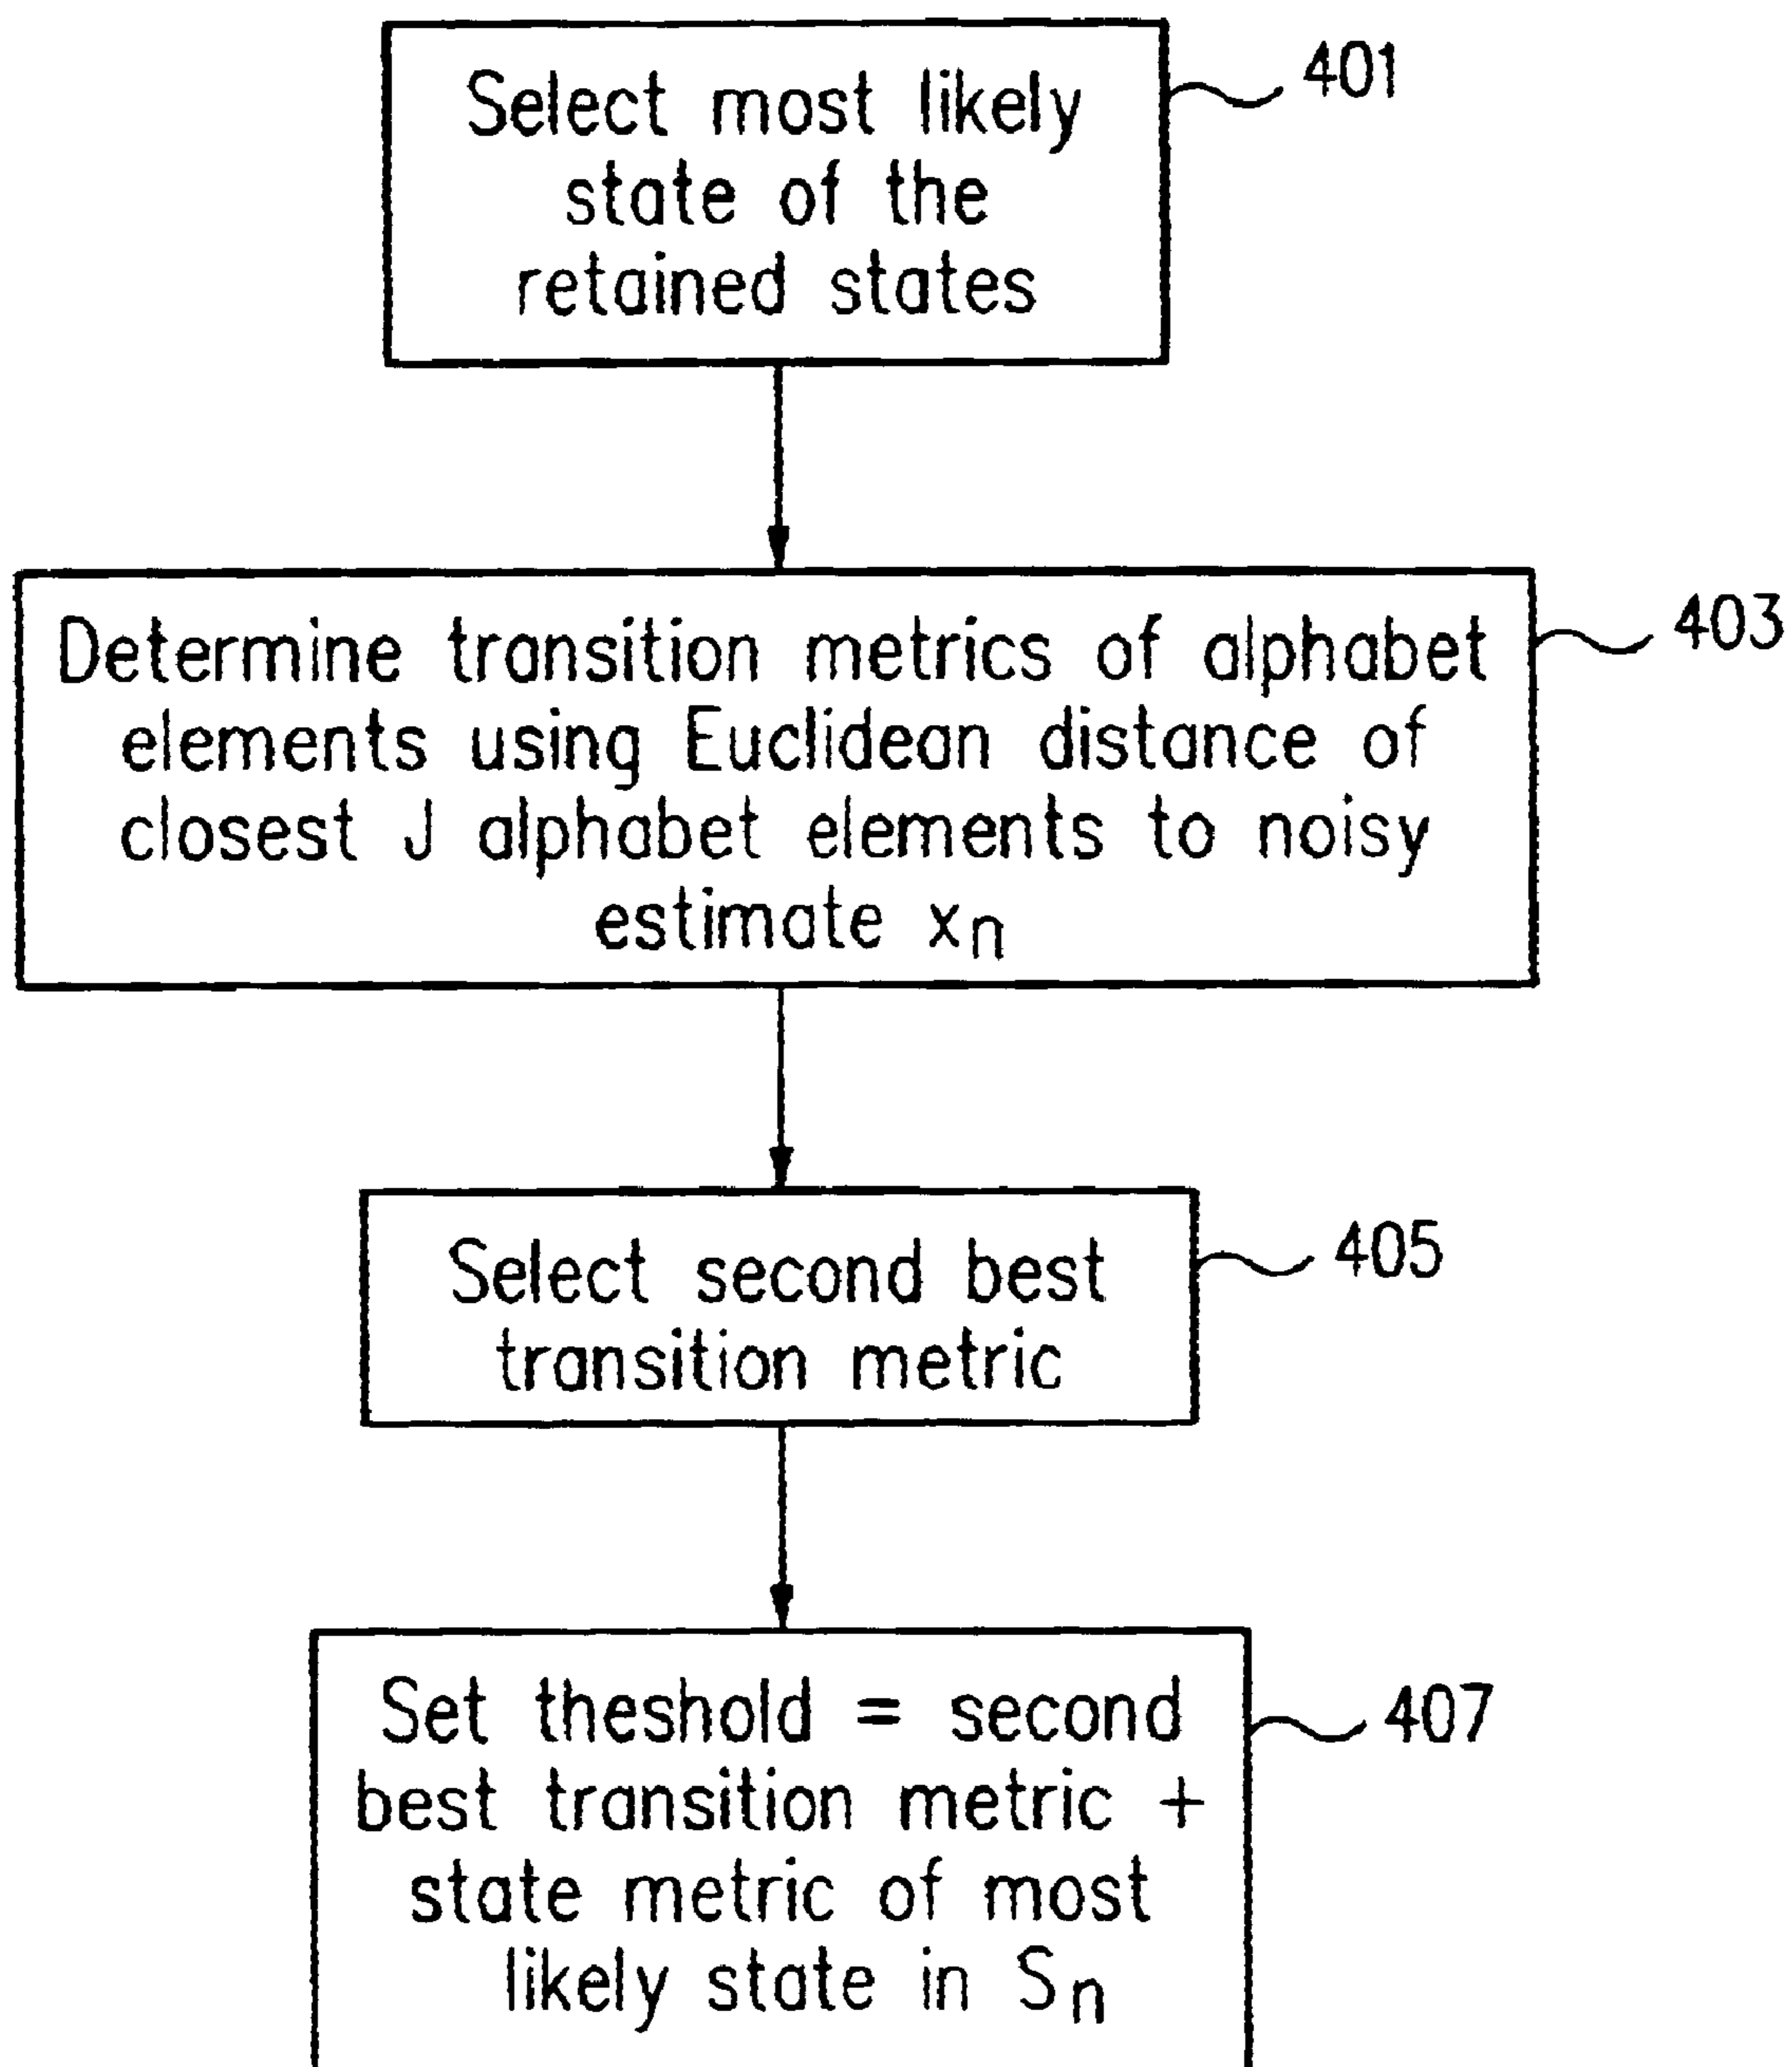 Select most likely
state of the
retained states
401
Determine transition metrics of alphabet
elements using Euclidean distance of
closest J alphabet elements to noisy
estimate xn
403
Select second best
transition metric
405
Set theshold = second
best transition metric +
state metric of most
likely state in Sn
407